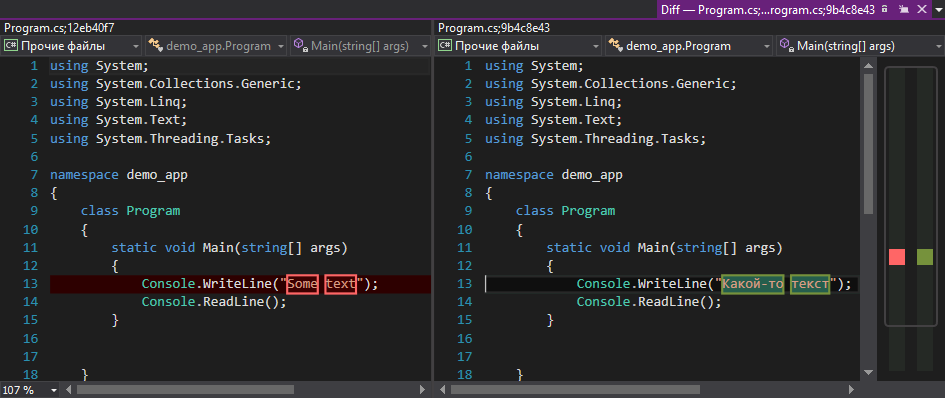 Diff — Program.cs;...rogram.cs;9b4c8e43
Program.cs;12eb40f7
C# Прочие файлы demo_app.Program Main(string[] args)
1 using System;
2 using System.Collections.Generic;
3 using System.Linq;
4 using System.Text;
5 using System.Threading.Tasks;
6
7 namespace demo_app
8 {
9 class Program
10 {
11 static void Main(string[] args)
12 {
13 Console.WriteLine("Some text");
14 Console.ReadLine();
15 }
16
17
18 }
107 %
Program.cs;9b4c8e43
C# Прочие файлы demo_app.Program Main(string[] args)
1 using System;
2 using System.Collections.Generic;
3 using System.Linq;
4 using System.Text;
5 using System.Threading.Tasks;
6
7 namespace demo_app
8 {
9 class Program
10 {
11 static void Main(string[] args)
12 {
13 Console.WriteLine("Какой-то текст");
14 Console.ReadLine();
15 }
16
17
18 }